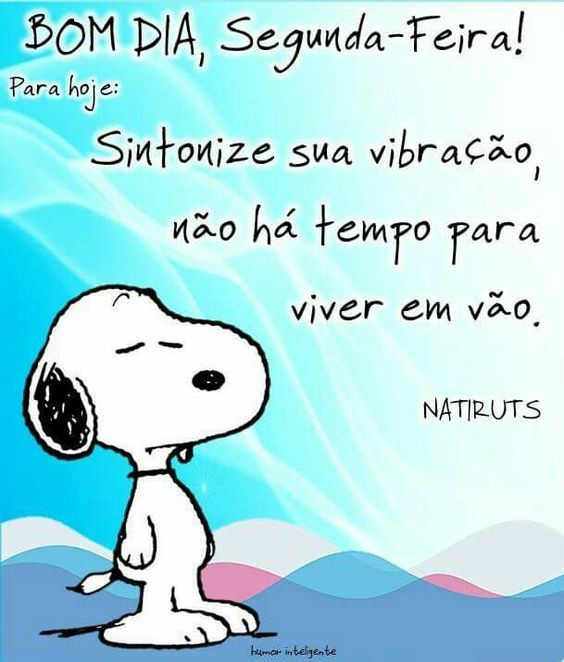 BOM DIA, Segunda-Feira!
Para hoje:
Sintonize sua vibração,
não há tempo para
viver em vão.
NATIRUTS
humor inteligente